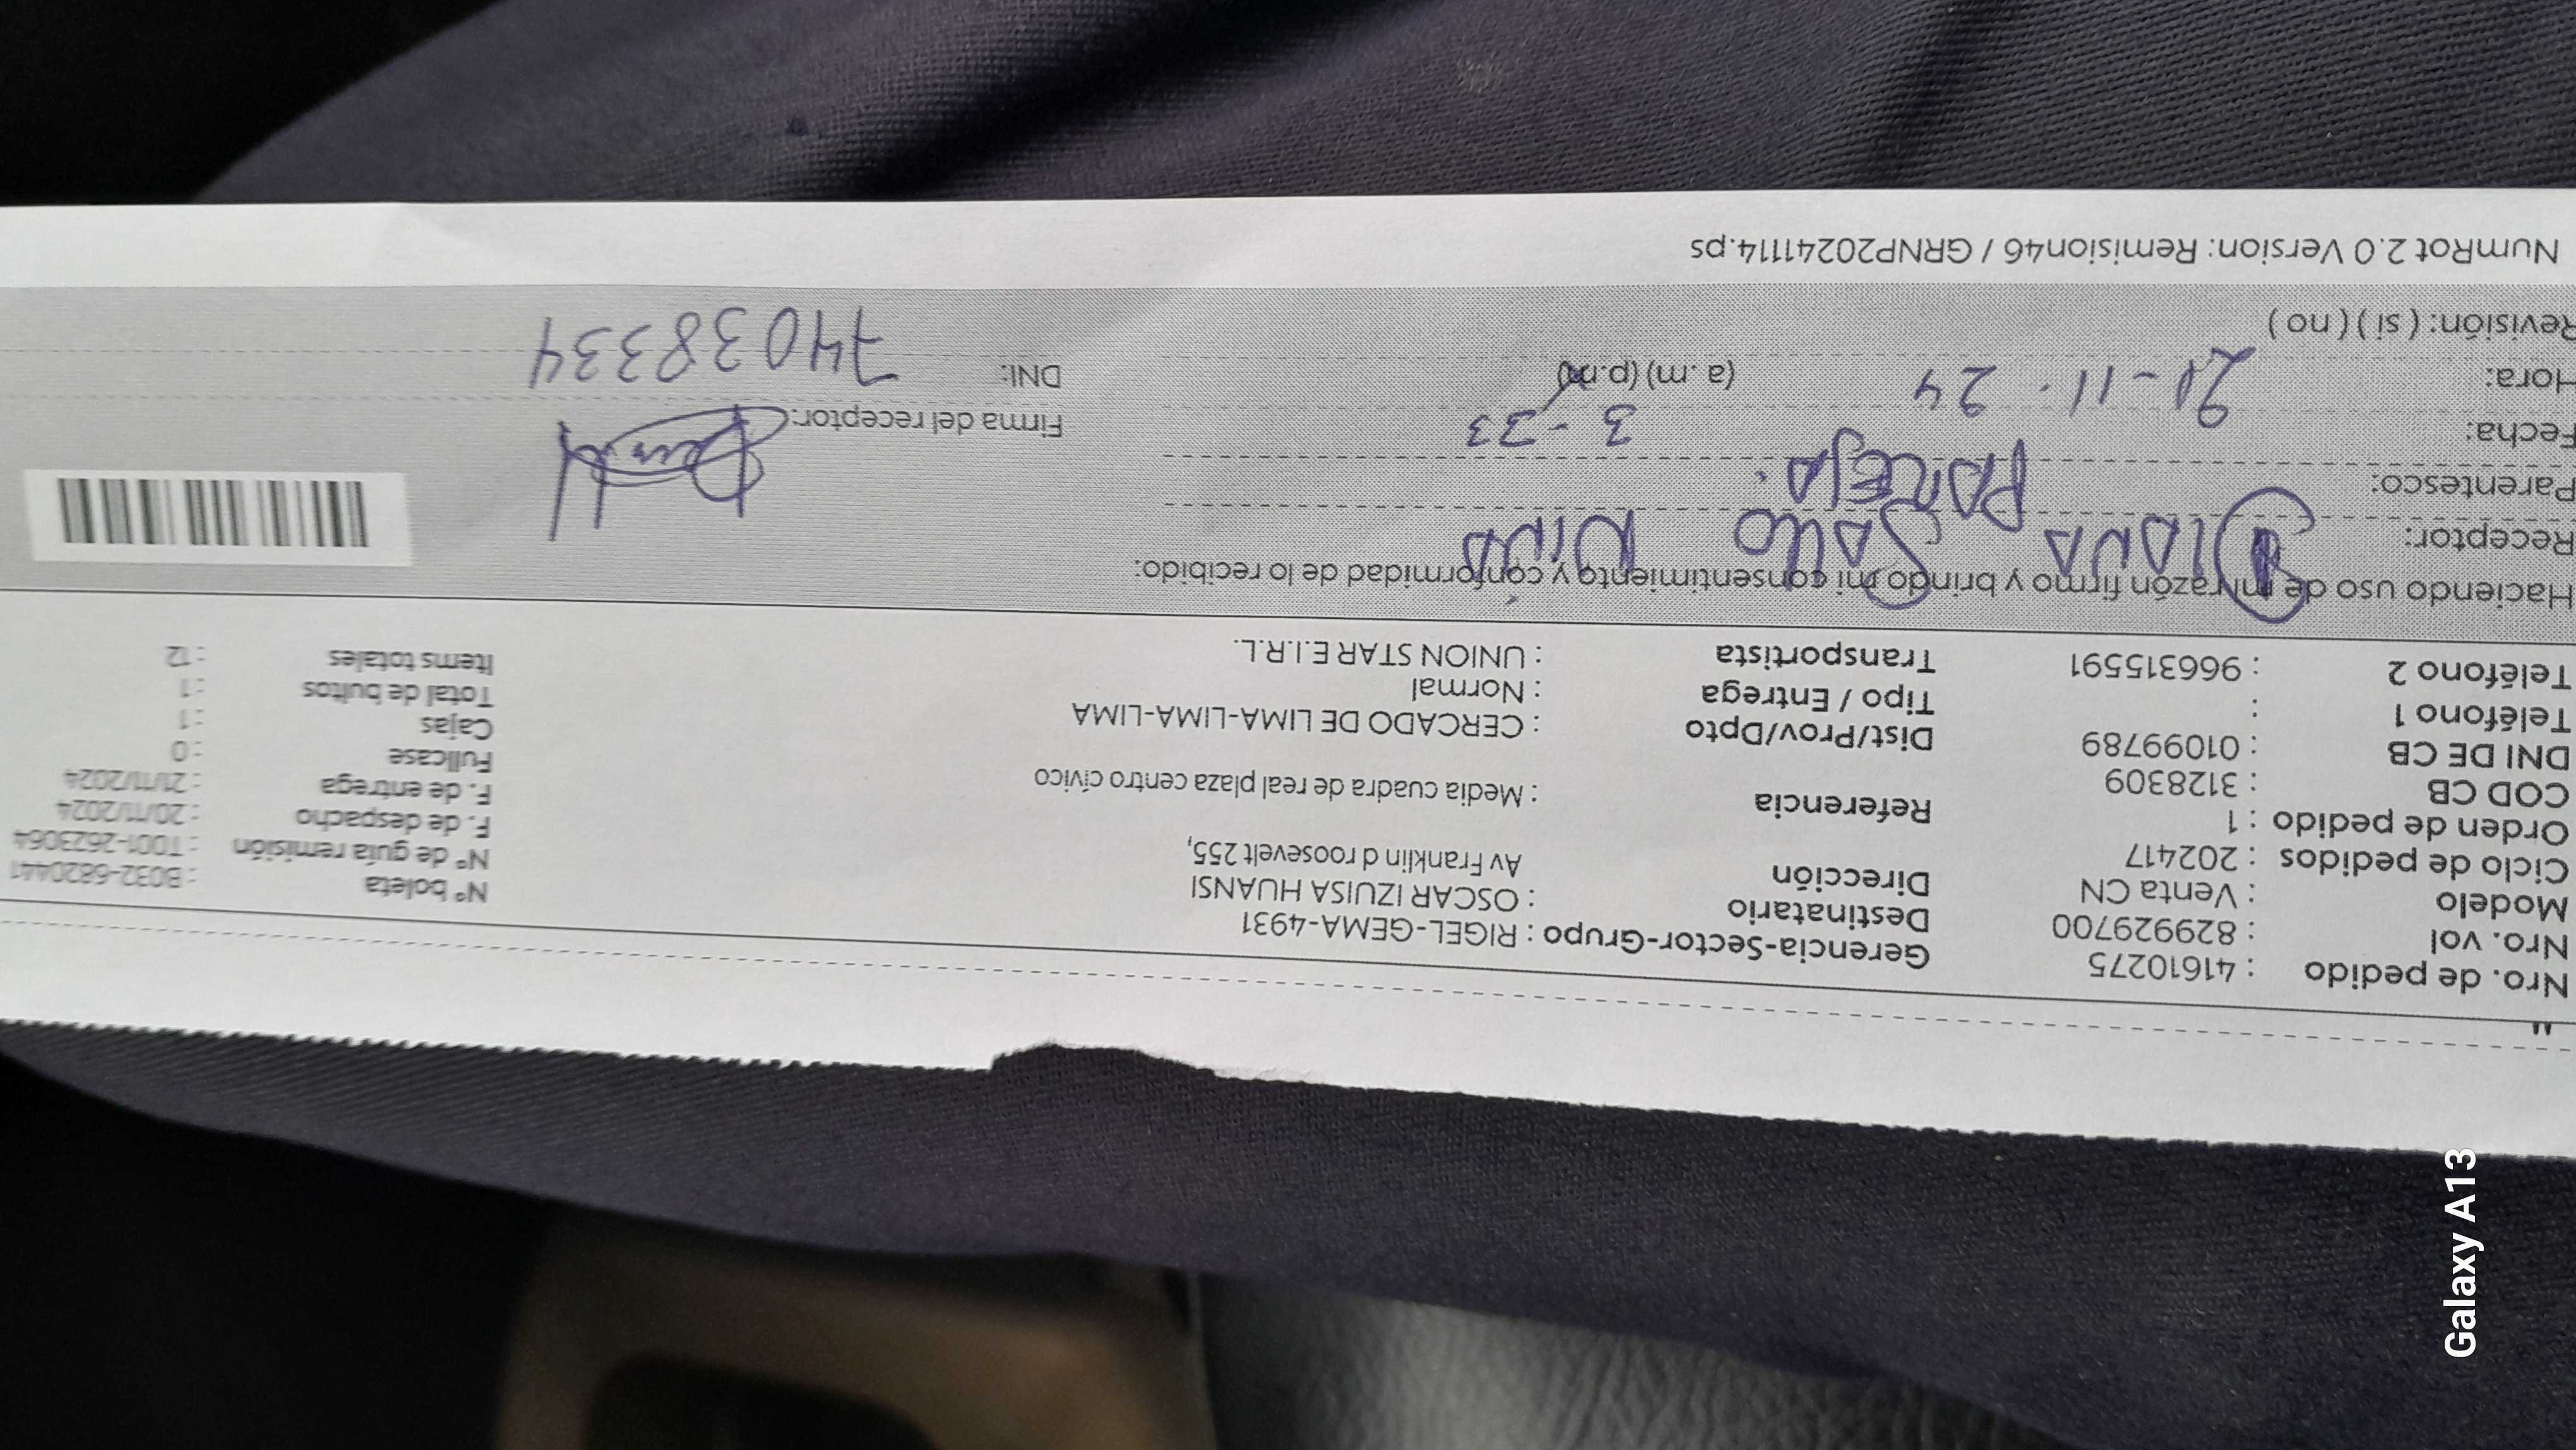 Nro. de pedido : 41610275
Nro. vol : 829929700
Modelo : Venta CN
Ciclo de pedidos : 202417
Orden de pedido : 1
COD CB : 3128309
DNI DE CB : 01099789
Teléfono 1 :
Teléfono 2 : 966315591
Gerencia-Sector-Grupo : RIGEL-GEMA-4931
Destinatario : OSCAR IZUISA HUANSI
Dirección Av Franklin d roosevelt 255,
Referencia : Media cuadra de real plaza centro cívico
Dist/Prov/Dpto : CERCADO DE LIMA-LIMA-LIMA
Tipo / Entrega : Normal
Transportista : UNION STAR E.I.R.L.
N° boleta : B032-6820441
N° de guía remisión : T001-2623064
F. de despacho : 20/11/2024
F. de entrega : 21/11/2024
Fullcase : 0
Cajas : 1
Total de bultos : 1
Items totales : 12
Haciendo uso de mi razón firmo y brindo mi consentimiento y conformidad de lo recibido:
Receptor: DIANA
Parentesco: PAREJA.
Fecha: 21-11-24
Hora: 3-33 (a.m) (p.m)
Revisión: ( si ) ( no )
Firma del receptor:
DNI: 74038334
NumRot 2.0 Version: Remision46 / GRNP20241114.ps
Galaxy A13